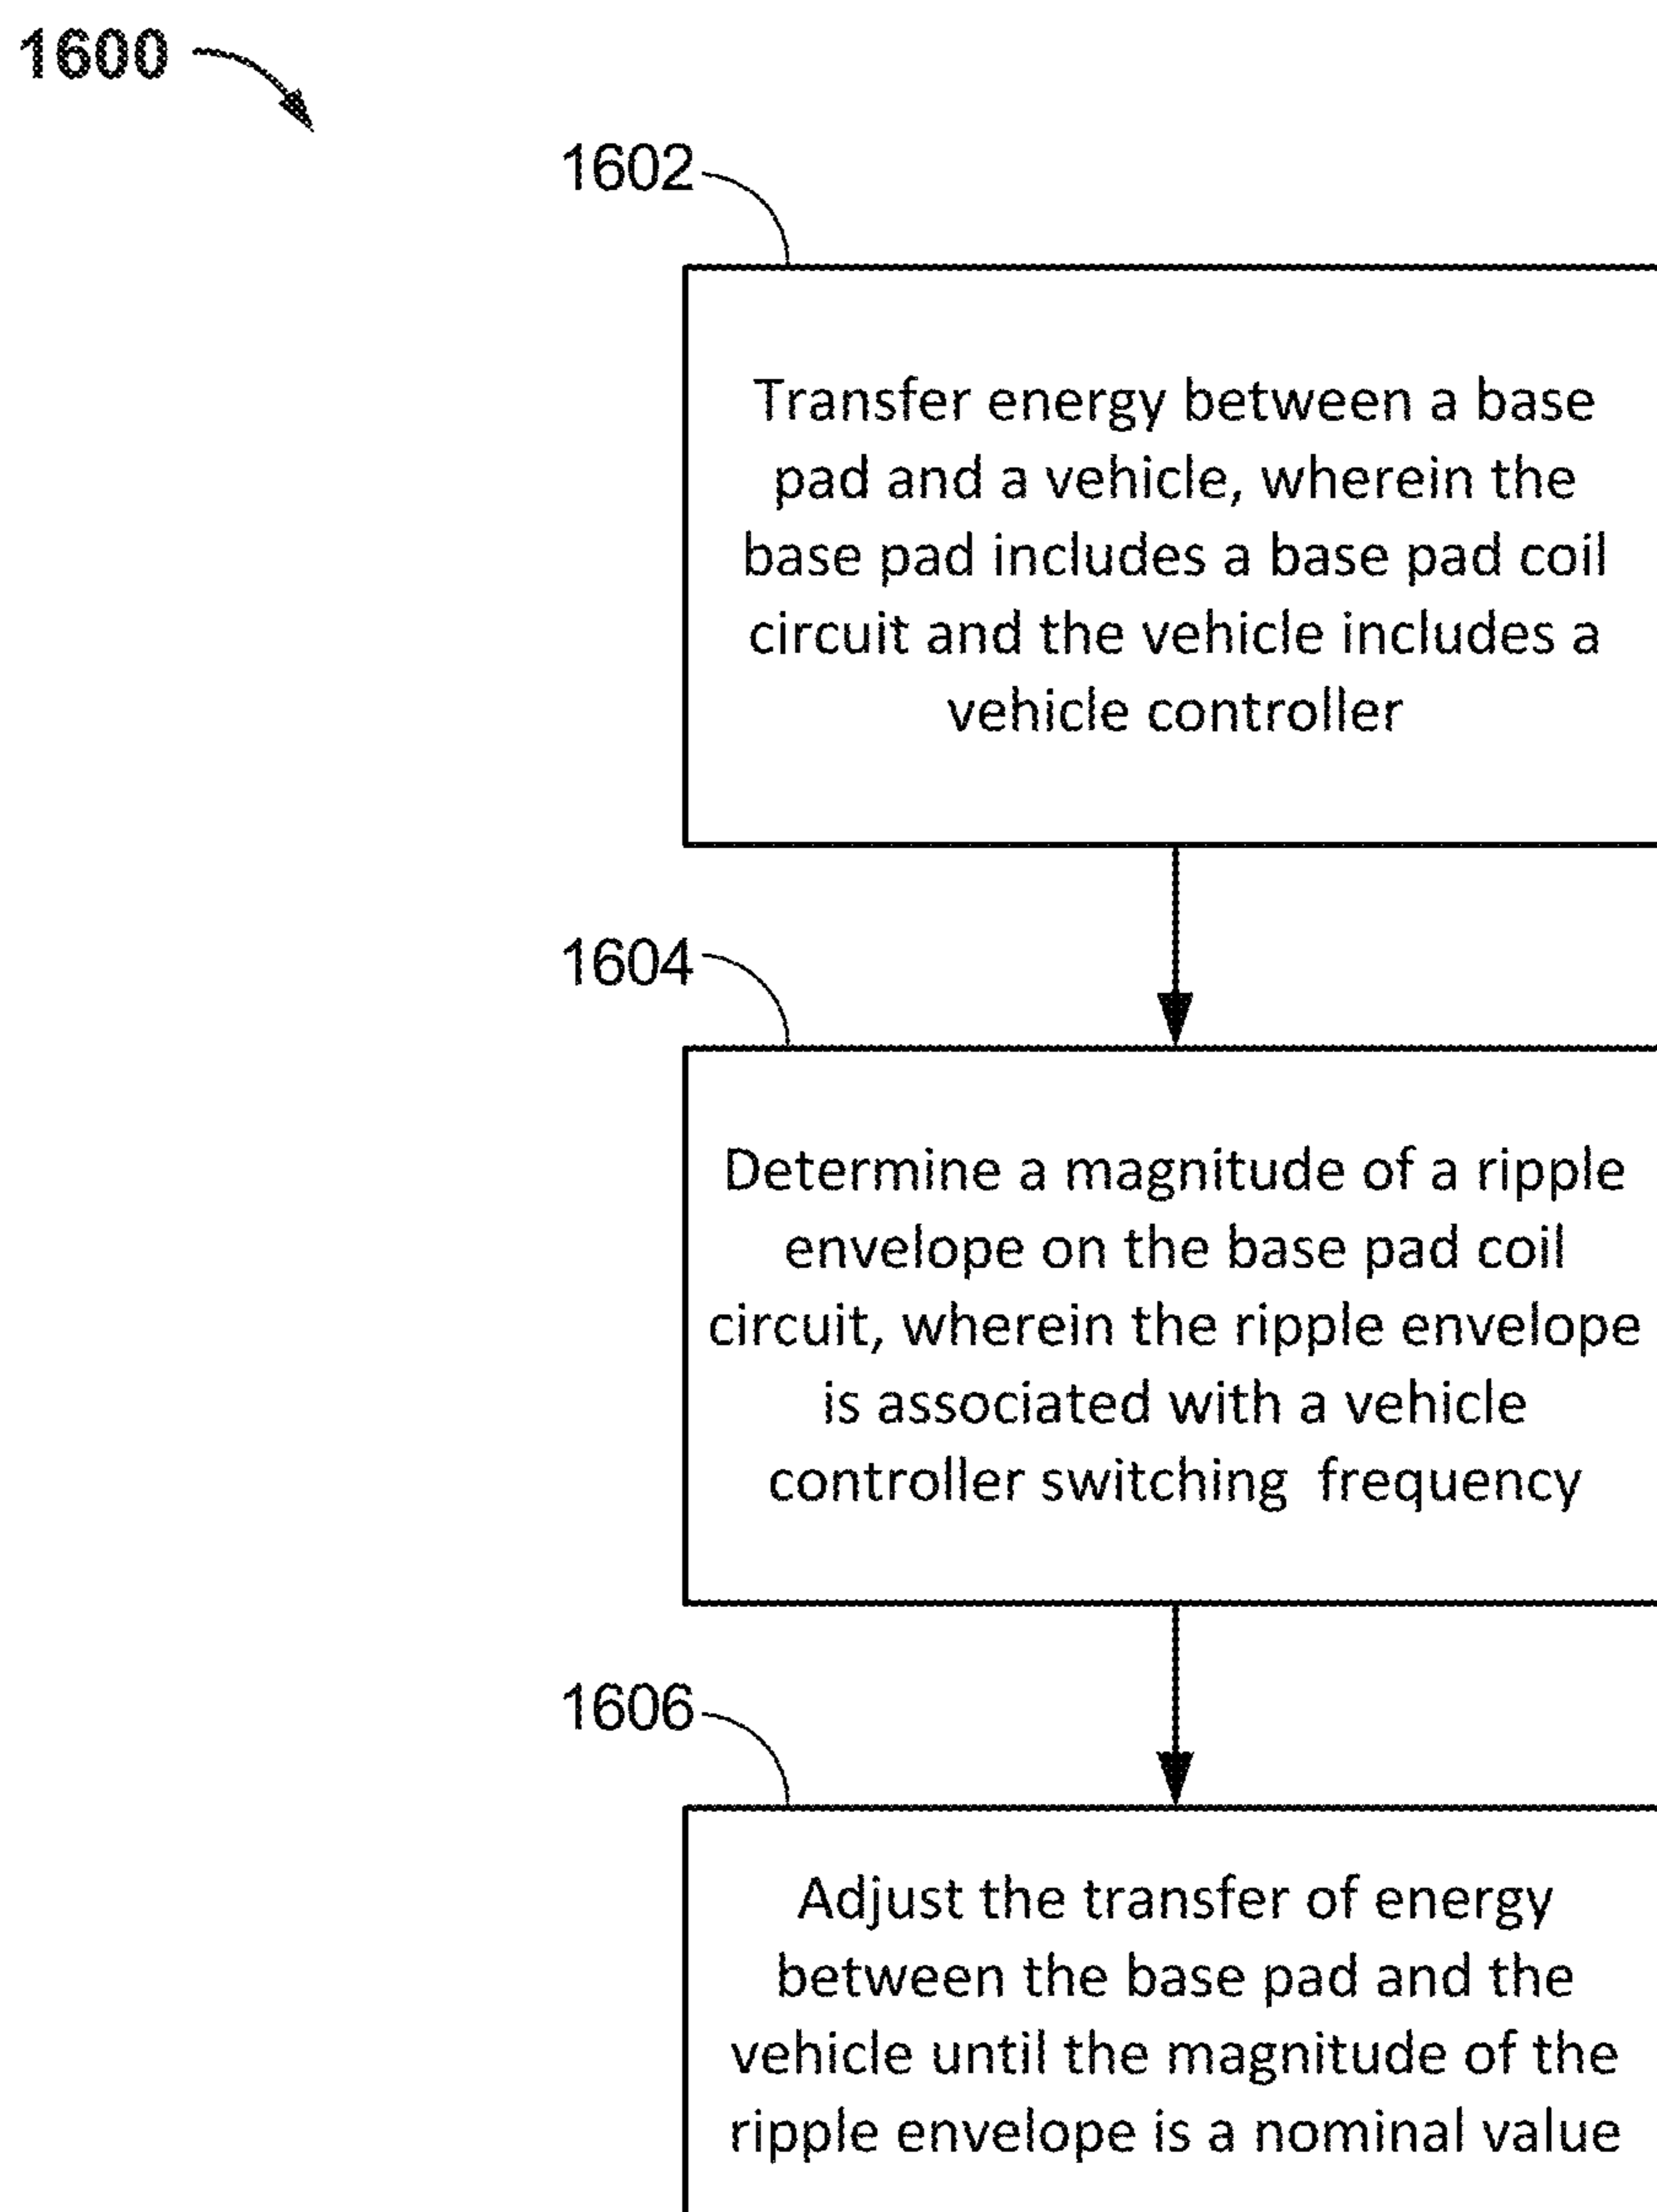 1600
1602
Transfer energy between a base
pad and a vehicle, wherein the
base pad includes a base pad coil
circuit and the vehicle includes a
vehicle controller
1604
Determine a magnitude of a ripple
envelope on the base pad coil
circuit, wherein the ripple envelope
is associated with a vehicle
controller switching frequency
1606
Adjust the transfer of energy
between the base pad and the
vehicle until the magnitude of the
ripple envelope is a nominal value